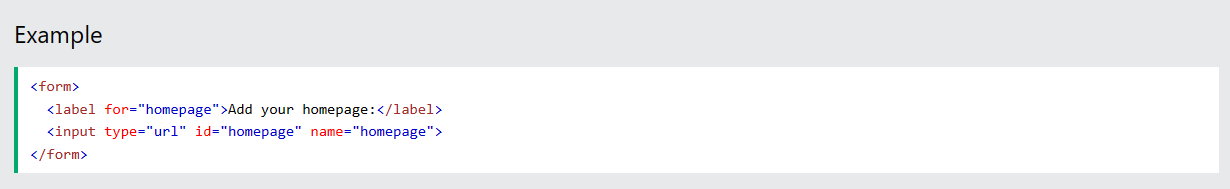 Example
<form>
  <label for="homepage">Add your homepage:</label>
  <input type="url" id="homepage" name="homepage">
</form>